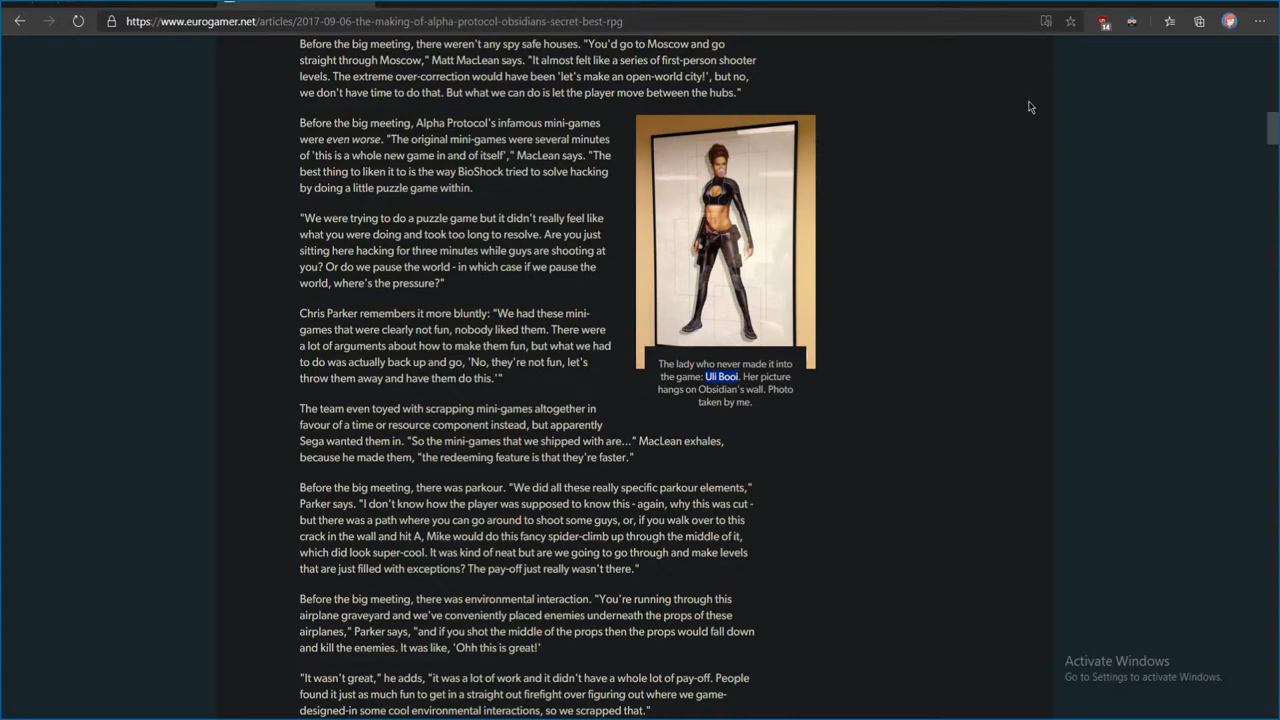 https://www.eurogamer.net/articles/2017-09-06-the-making-of-alpha-protocol-obsidians-secret-best-rpg
14
Before the big meeting, there weren't any spy safe houses. "You'd go to Moscow and go
straight through Moscow," Matt MacLean says. "It almost felt like a series of first-person shooter
levels. The extreme over-correction would have been 'let's make an open-world city!', but no,
we don't have time to do that. But what we can do is let the player move between the hubs."
Before the big meeting, Alpha Protocol's infamous mini-games
were even worse. "The original mini-games were several minutes
of 'this is a whole new game in and of itself'," MacLean says. "The
best thing to liken it to is the way BioShock tried to solve hacking
by doing a little puzzle game within.
"We were trying to do a puzzle game but it didn't really feel like
what you were doing and took too long to resolve. Are you just
sitting here hacking for three minutes while guys are shooting at
you? Or do we pause the world - in which case if we pause the
world, where's the pressure?"
Chris Parker remembers it more bluntly: "We had these mini-
games that were clearly not fun, nobody liked them. There were
a lot of arguments about how to make them fun, but what we had
to do was actually back up and go, 'No, they're not fun, let's
throw them away and have them do this.'"
The lady who never made it into
the game: Uli Booi. Her picture
hangs on Obsidian's wall. Photo
taken by me.
The team even toyed with scrapping mini-games altogether in
favour of a time or resource component instead, but apparently
Sega wanted them in. "So the mini-games that we shipped with are..." MacLean exhales,
because he made them, "the redeeming feature is that they're faster."
Before the big meeting, there was parkour. "We did all these really specific parkour elements,"
Parker says. "I don't know how the player was supposed to know this - again, why this was cut -
but there was a path where you can go around to shoot some guys, or, if you walk over to this
crack in the wall and hit A, Mike would do this fancy spider-climb up through the middle of it,
which did look super-cool. It was kind of neat but are we going to go through and make levels
that are just filled with exceptions? The pay-off just really wasn't there."
Before the big meeting, there was environmental interaction. "You're running through this
airplane graveyard and we've conveniently placed enemies underneath the props of these
airplanes," Parker says, "and if you shot the middle of the props then the props would fall down
and kill the enemies. It was like, 'Ohh this is great!'
"It wasn't great," he adds, "it was a lot of work and it didn't have a whole lot of pay-off. People
found it just as much fun to get in a straight out firefight over figuring out where we game-
designed-in some cool environmental interactions, so we scrapped that."
Activate Windows
Go to Settings to activate Windows.